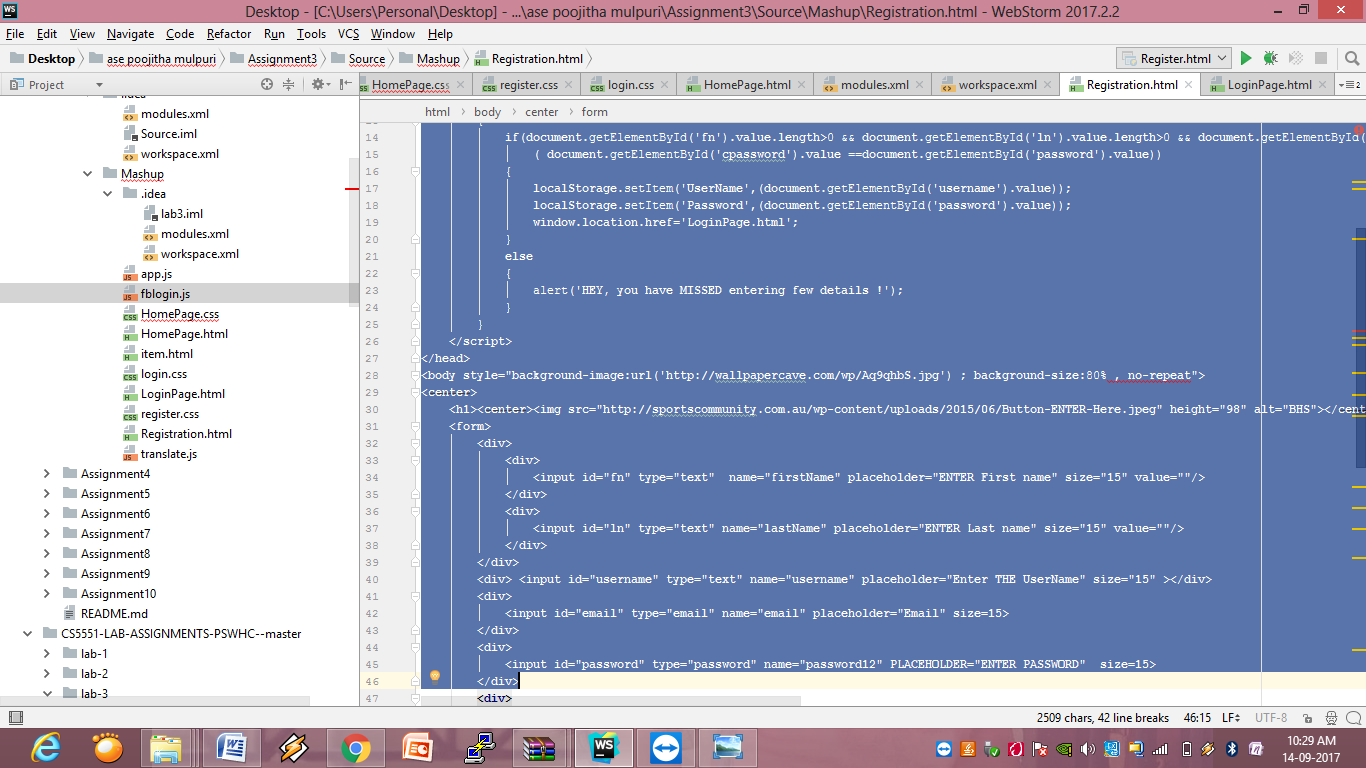 Desktop - [C:\Users\Personal\Desktop] - ...\ase poojitha mulpuri\Assignment3\Source\Mashup\Registration.html - WebStorm 2017.2.2
File Edit View Navigate Code Refactor Run Tools VCS Window Help
Desktop ase poojitha mulpuri Assignment3 Source Mashup Registration.html Register.html
Project HomePage.css register.css login.css HomePage.html modules.xml workspace.xml Registration.html LoginPage.html 2
html body center form
modules.xml
Source.iml
workspace.xml
Mashup
.idea
lab3.iml
modules.xml
workspace.xml
app.js
fblogin.js
HomePage.css
HomePage.html
item.html
login.css
LoginPage.html
register.css
Registration.html
translate.js
Assignment4
Assignment5
Assignment6
Assignment7
Assignment8
Assignment9
Assignment10
README.md
CS5551-LAB-ASSIGNMENTS-PSWHC--master
lab-1
lab-2
lab-3
14 if(document.getElementById('fn').value.length>0 && document.getElementById('ln').value.length>0 && document.getElementById(
15 ( document.getElementById('cpassword').value ==document.getElementById('password').value))
16 {
17 localStorage.setItem('UserName',(document.getElementById('username').value));
18 localStorage.setItem('Password',(document.getElementById('Password').value));
19 window.location.href='LoginPage.html';
20 }
21 else
22 {
23 alert('HEY, you have MISSED entering few details !');
24 }
25 }
26 </script>
27 </head>
28 <body style="background-image:url('http://wallpapercave.com/wp/Aq9qhbS.jpg') ; background-size:80% , no-repeat">
29 <center>
30 <h1><center><img src="http://sportscommunity.com.au/wp-content/uploads/2015/06/Button-ENTER-Here.jpeg" height="98" alt="BHS"></cent
31 <form>
32 <div>
33 <div>
34 <input id="fn" type="text" name="firstName" placeholder="ENTER First name" size="15" value=""/>
35 </div>
36 <div>
37 <input id="ln" type="text" name="lastName" placeholder="ENTER Last name" size="15" value=""/>
38 </div>
39 </div>
40 <div> <input id="username" type="text" name="username" placeholder="Enter THE UserName" size="15" ></div>
41 <div>
42 <input id="email" type="email" name="email" placeholder="Email" size=15>
43 </div>
44 <div>
45 <input id="password" type="password" name="password12" PLACEHOLDER="ENTER PASSWORD" size=15>
46 </div>
47 <div>
2509 chars, 42 line breaks 46:15 LF UTF-8
10:29 AM
14-09-2017